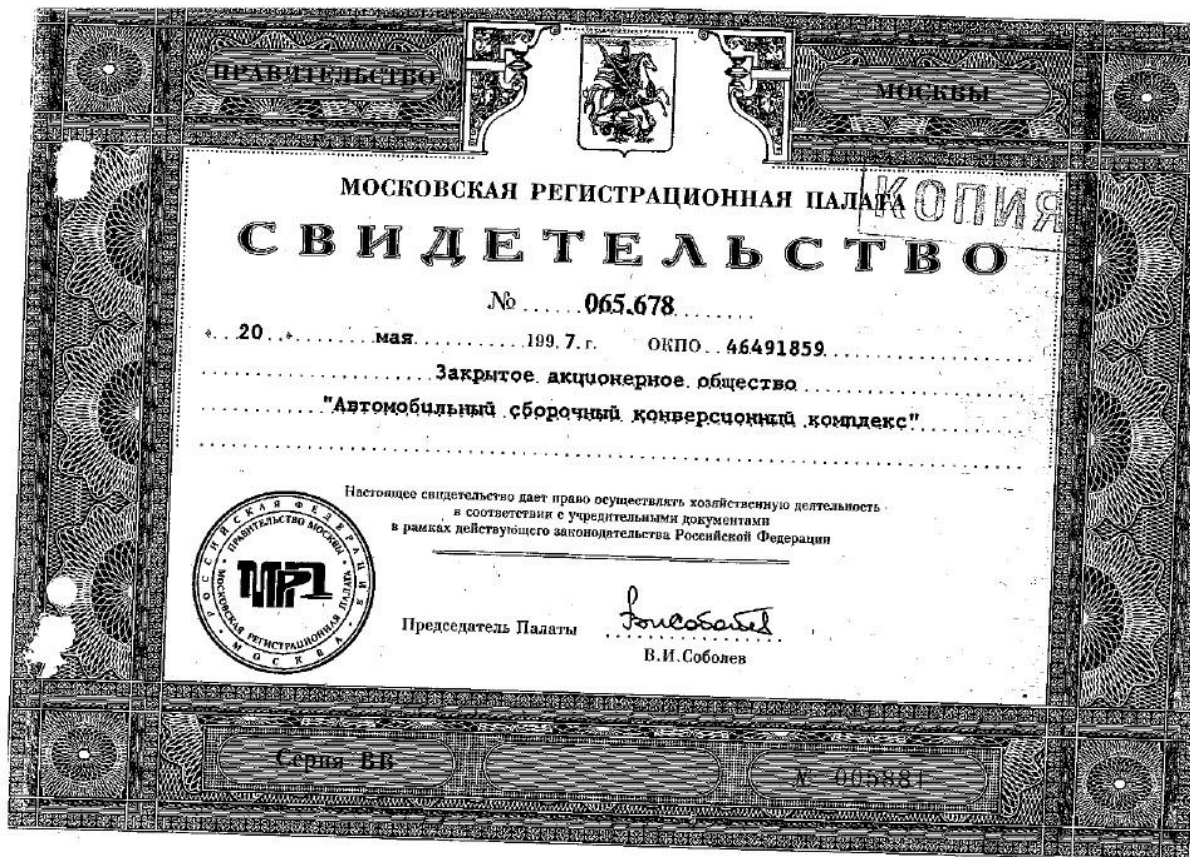 ПРАВИТЕЛЬСТВО
МОСКВЫ
МОСКОВСКАЯ РЕГИСТРАЦИОННАЯ ПАЛАТА
КОПИЯ
СВИДЕТЕЛЬСТВО
№ ......065.678........
«...20..»........мая...........199.7.г. ОКПО..46491859
Закрытое акционерное общество
"Автомобильный сборочный конверсионный комплекс"
Настоящее свидетельство дает право осуществлять хозяйственную деятельность
в соответствии с учредительными документами
в рамках действующего законодательства Российской Федерации
РОССИЙСКАЯ ФЕДЕРАЦИЯ • МОСКВА •
ПРАВИТЕЛЬСТВО МОСКВЫ • МОСКОВСКАЯ РЕГИСТРАЦИОННАЯ ПАЛАТА •
МРП
Председатель Палаты
В.И.Соболев
Серия ВВ
№ 005881